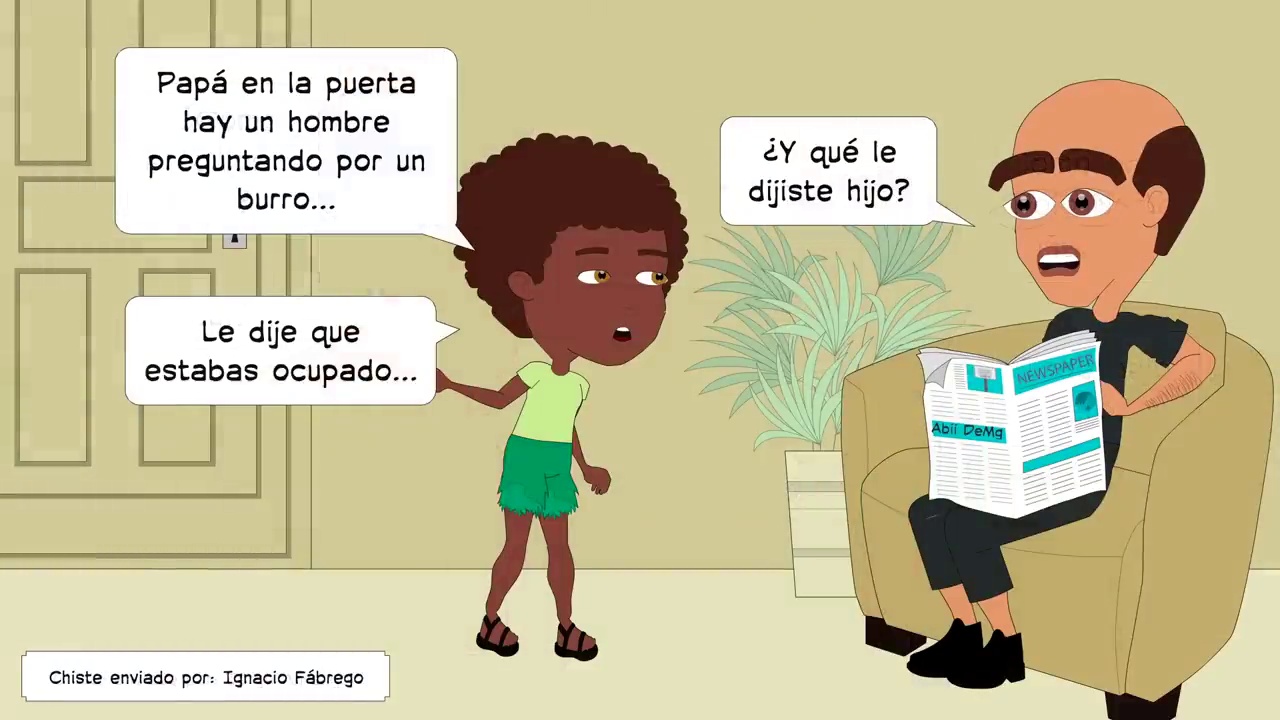 Papá en la puerta
hay un hombre
preguntando por un
burro...
¿Y qué le
dijiste hijo?
Le dije que
estabas ocupado...
NEWSPAPER
Abii DeMg
Chiste enviado por: Ignacio Fábrego